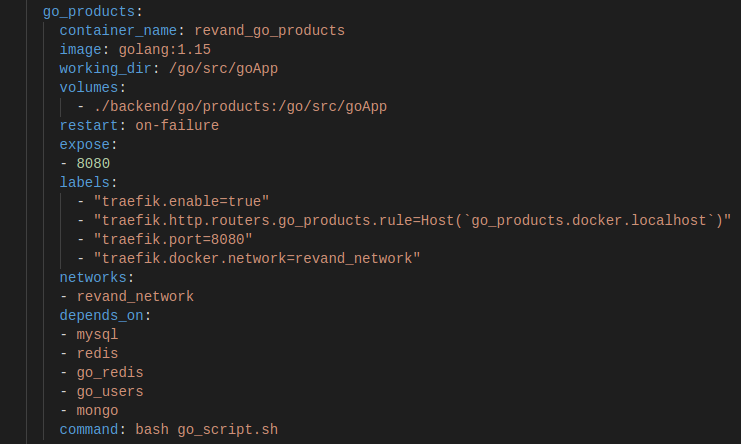 go_products:
container_name: revand_go_products
image: golang:1.15
working_dir: /go/src/goApp
volumes:
- ./backend/go/products:/go/src/goApp
restart: on-failure
expose:
- 8080
labels:
- "traefik.enable=true"
- "traefik.http.routers.go_products.rule=Host(`go_products.docker.localhost`)"
- "traefik.port=8080"
- "traefik.docker.network=revand_network"
networks:
- revand_network
depends_on:
- mysql
- redis
- go_redis
- go_users
- mongo
command: bash go_script.sh